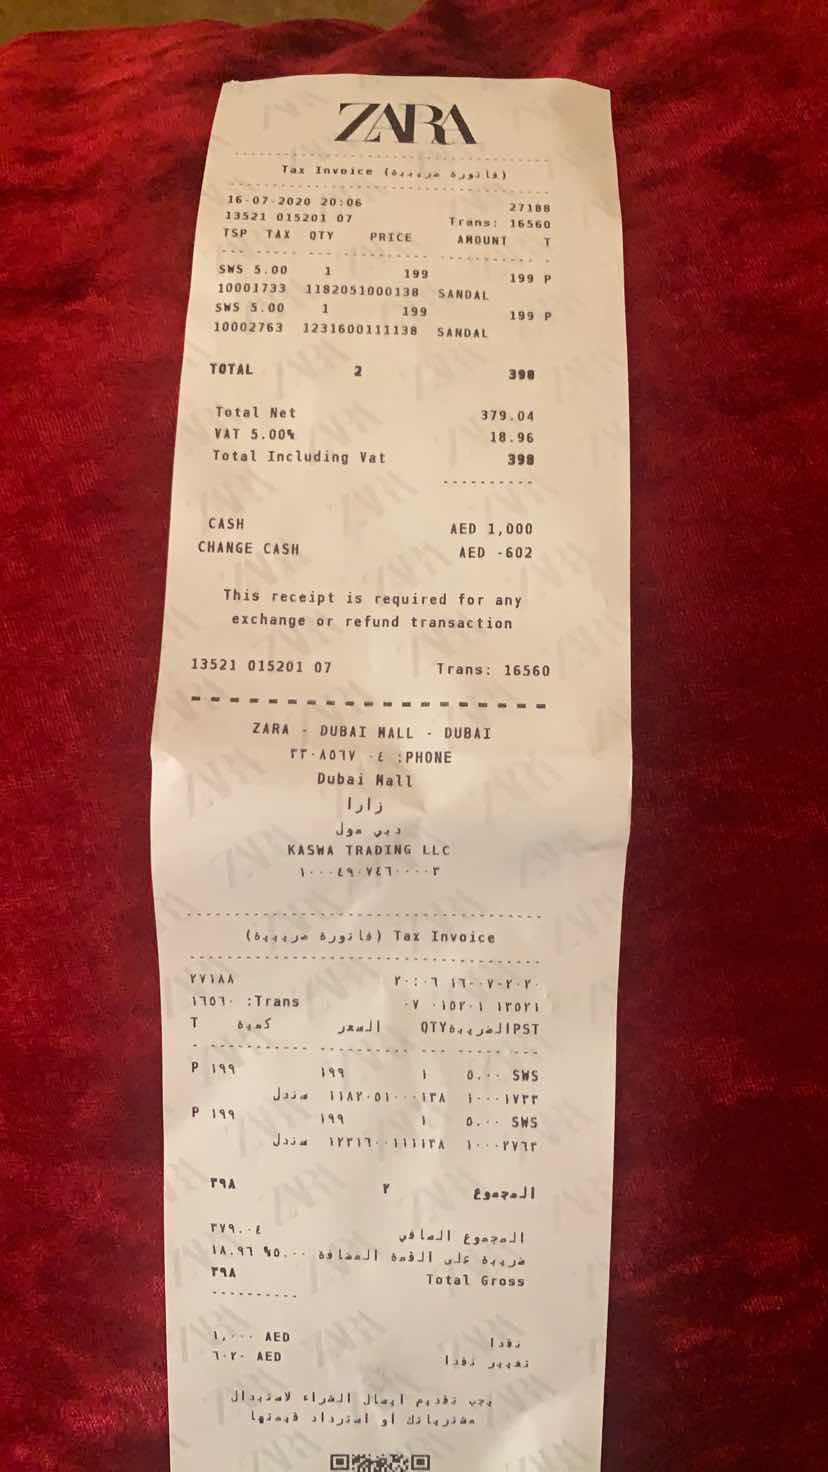 ZARA
Tax Invoice (فاتورة ضريبية)
16-07-2020 20:06 27188
13521 015201 07 Trans: 16560
TSP TAX QTY PRICE AMOUNT T
SWS 5.00 1 199 199 P
10001733 1182051000138 SANDAL
SWS 5.00 1 199 199 P
10002763 1231600111138 SANDAL
TOTAL 2 398
Total Net 379.04
VAT 5.00% 18.96
Total Including Vat 398
CASH AED 1,000
CHANGE CASH AED -602
This receipt is required for any
exchange or refund transaction
13521 015201 07 Trans: 16560
ZARA - DUBAI MALL - DUBAI
٣٣٠٨٥٦٧ ٠٤ :PHONE
Dubai Mall
زارا
دبي مول
KASWA TRADING LLC
١٠٠٠٤٩٠٧٤٦٠٠٠٠٣
(فاتورة ضريبية) Tax Invoice
٢٧١٨٨ ٢٠:٠٦ ١٦-٠٧-٢٠٢٠
١٦٥٦٠ :Trans ٠٧ ٠١٥٢٠١ ١٣٥٢١
T كمية السعر QTYالضريبةPST
P ١٩٩ ١٩٩ ١ ٥.٠٠ SWS
سندل ١١٨٢٠٥١٠٠٠١٣٨ ١٠٠٠١٧٣٣
P ١٩٩ ١٩٩ ١ ٥.٠٠ SWS
سندل ١٢٣١٦٠٠١١١١٣٨ ١٠٠٠٢٧٦٣
المجموع ٢ ٣٩٨
المجموع الصافي ٣٧٩.٠٤
ضريبة على القمة المضافة ٥.٠٠% ١٨.٩٦
Total Gross ٣٩٨
نقدا ١,٠٠٠ AED
تغيير نقدا ٦٠٢- AED
يجب تقديم ايصال الشراء لاستبدال
مشترياتك أو استرداد قيمتها